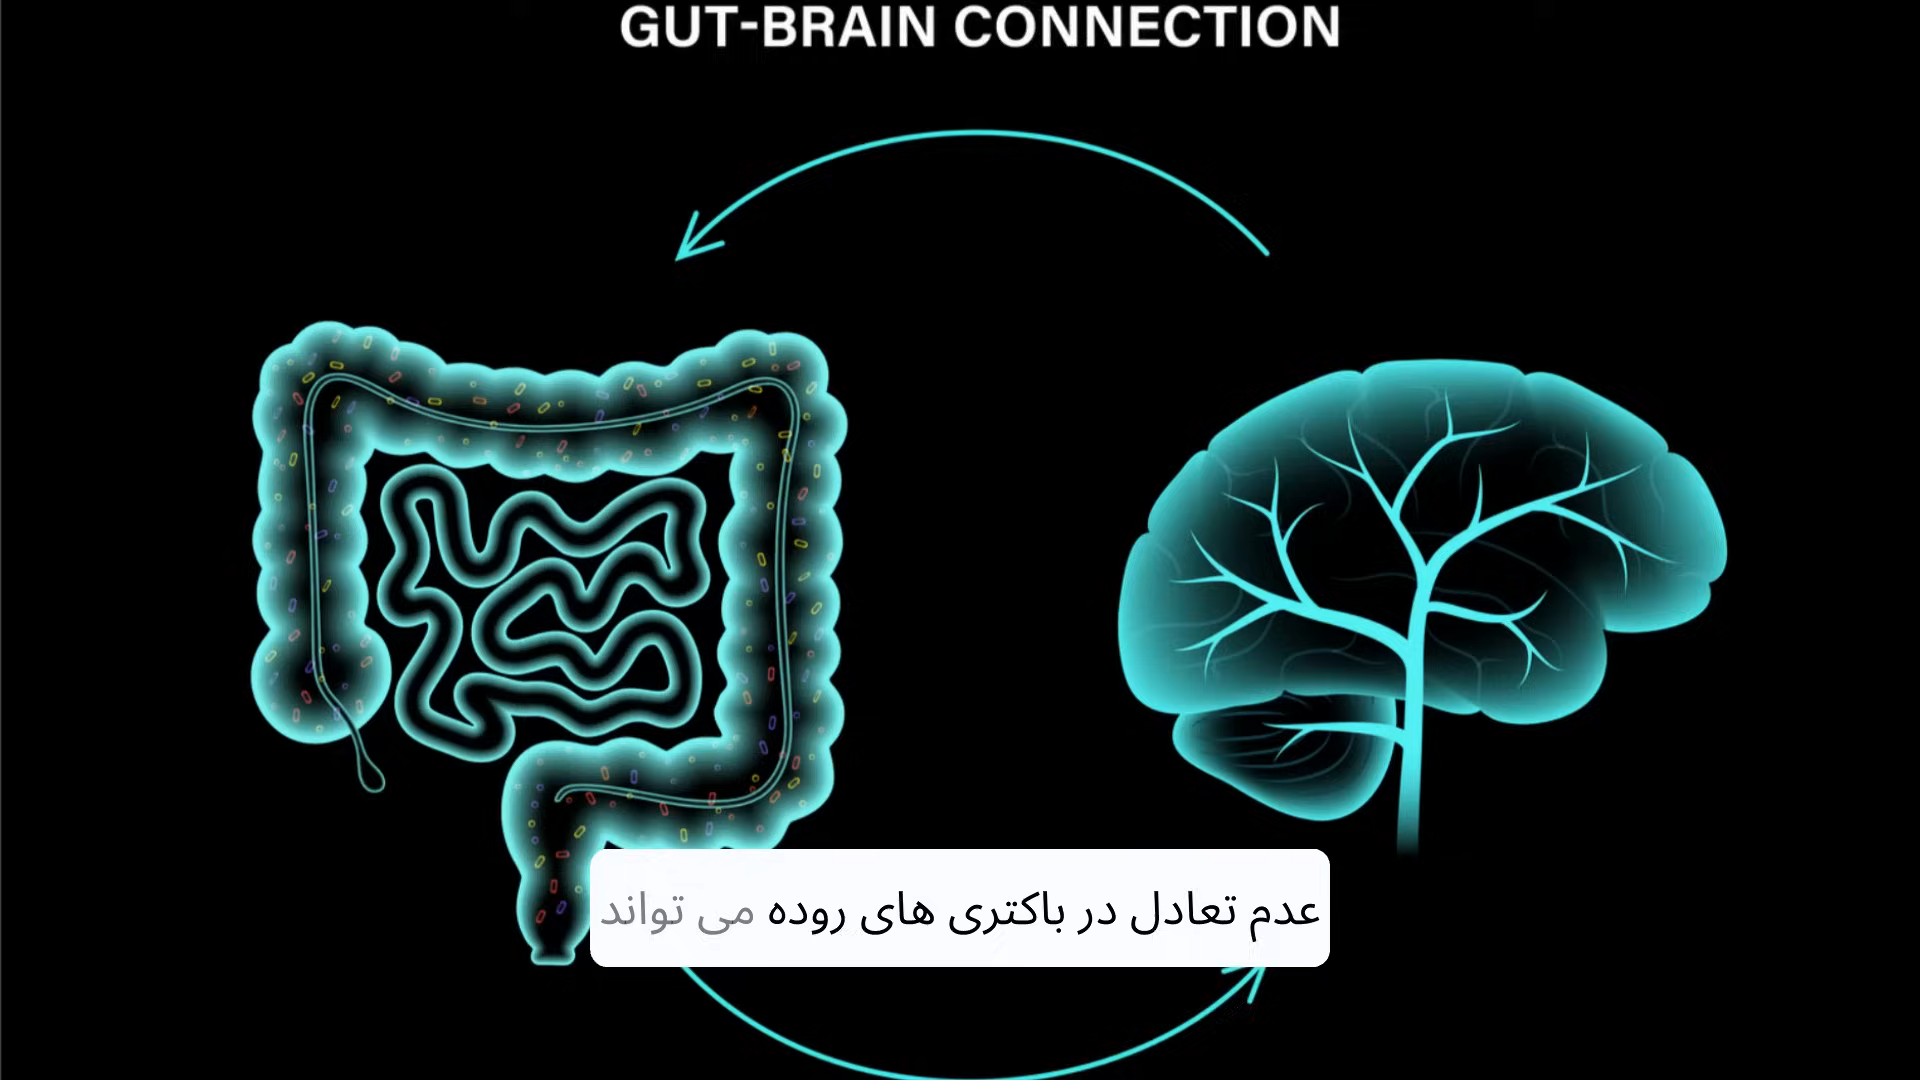 GUT-BRAIN CONNECTION
عدم تعادل در باکتری های روده می تواند